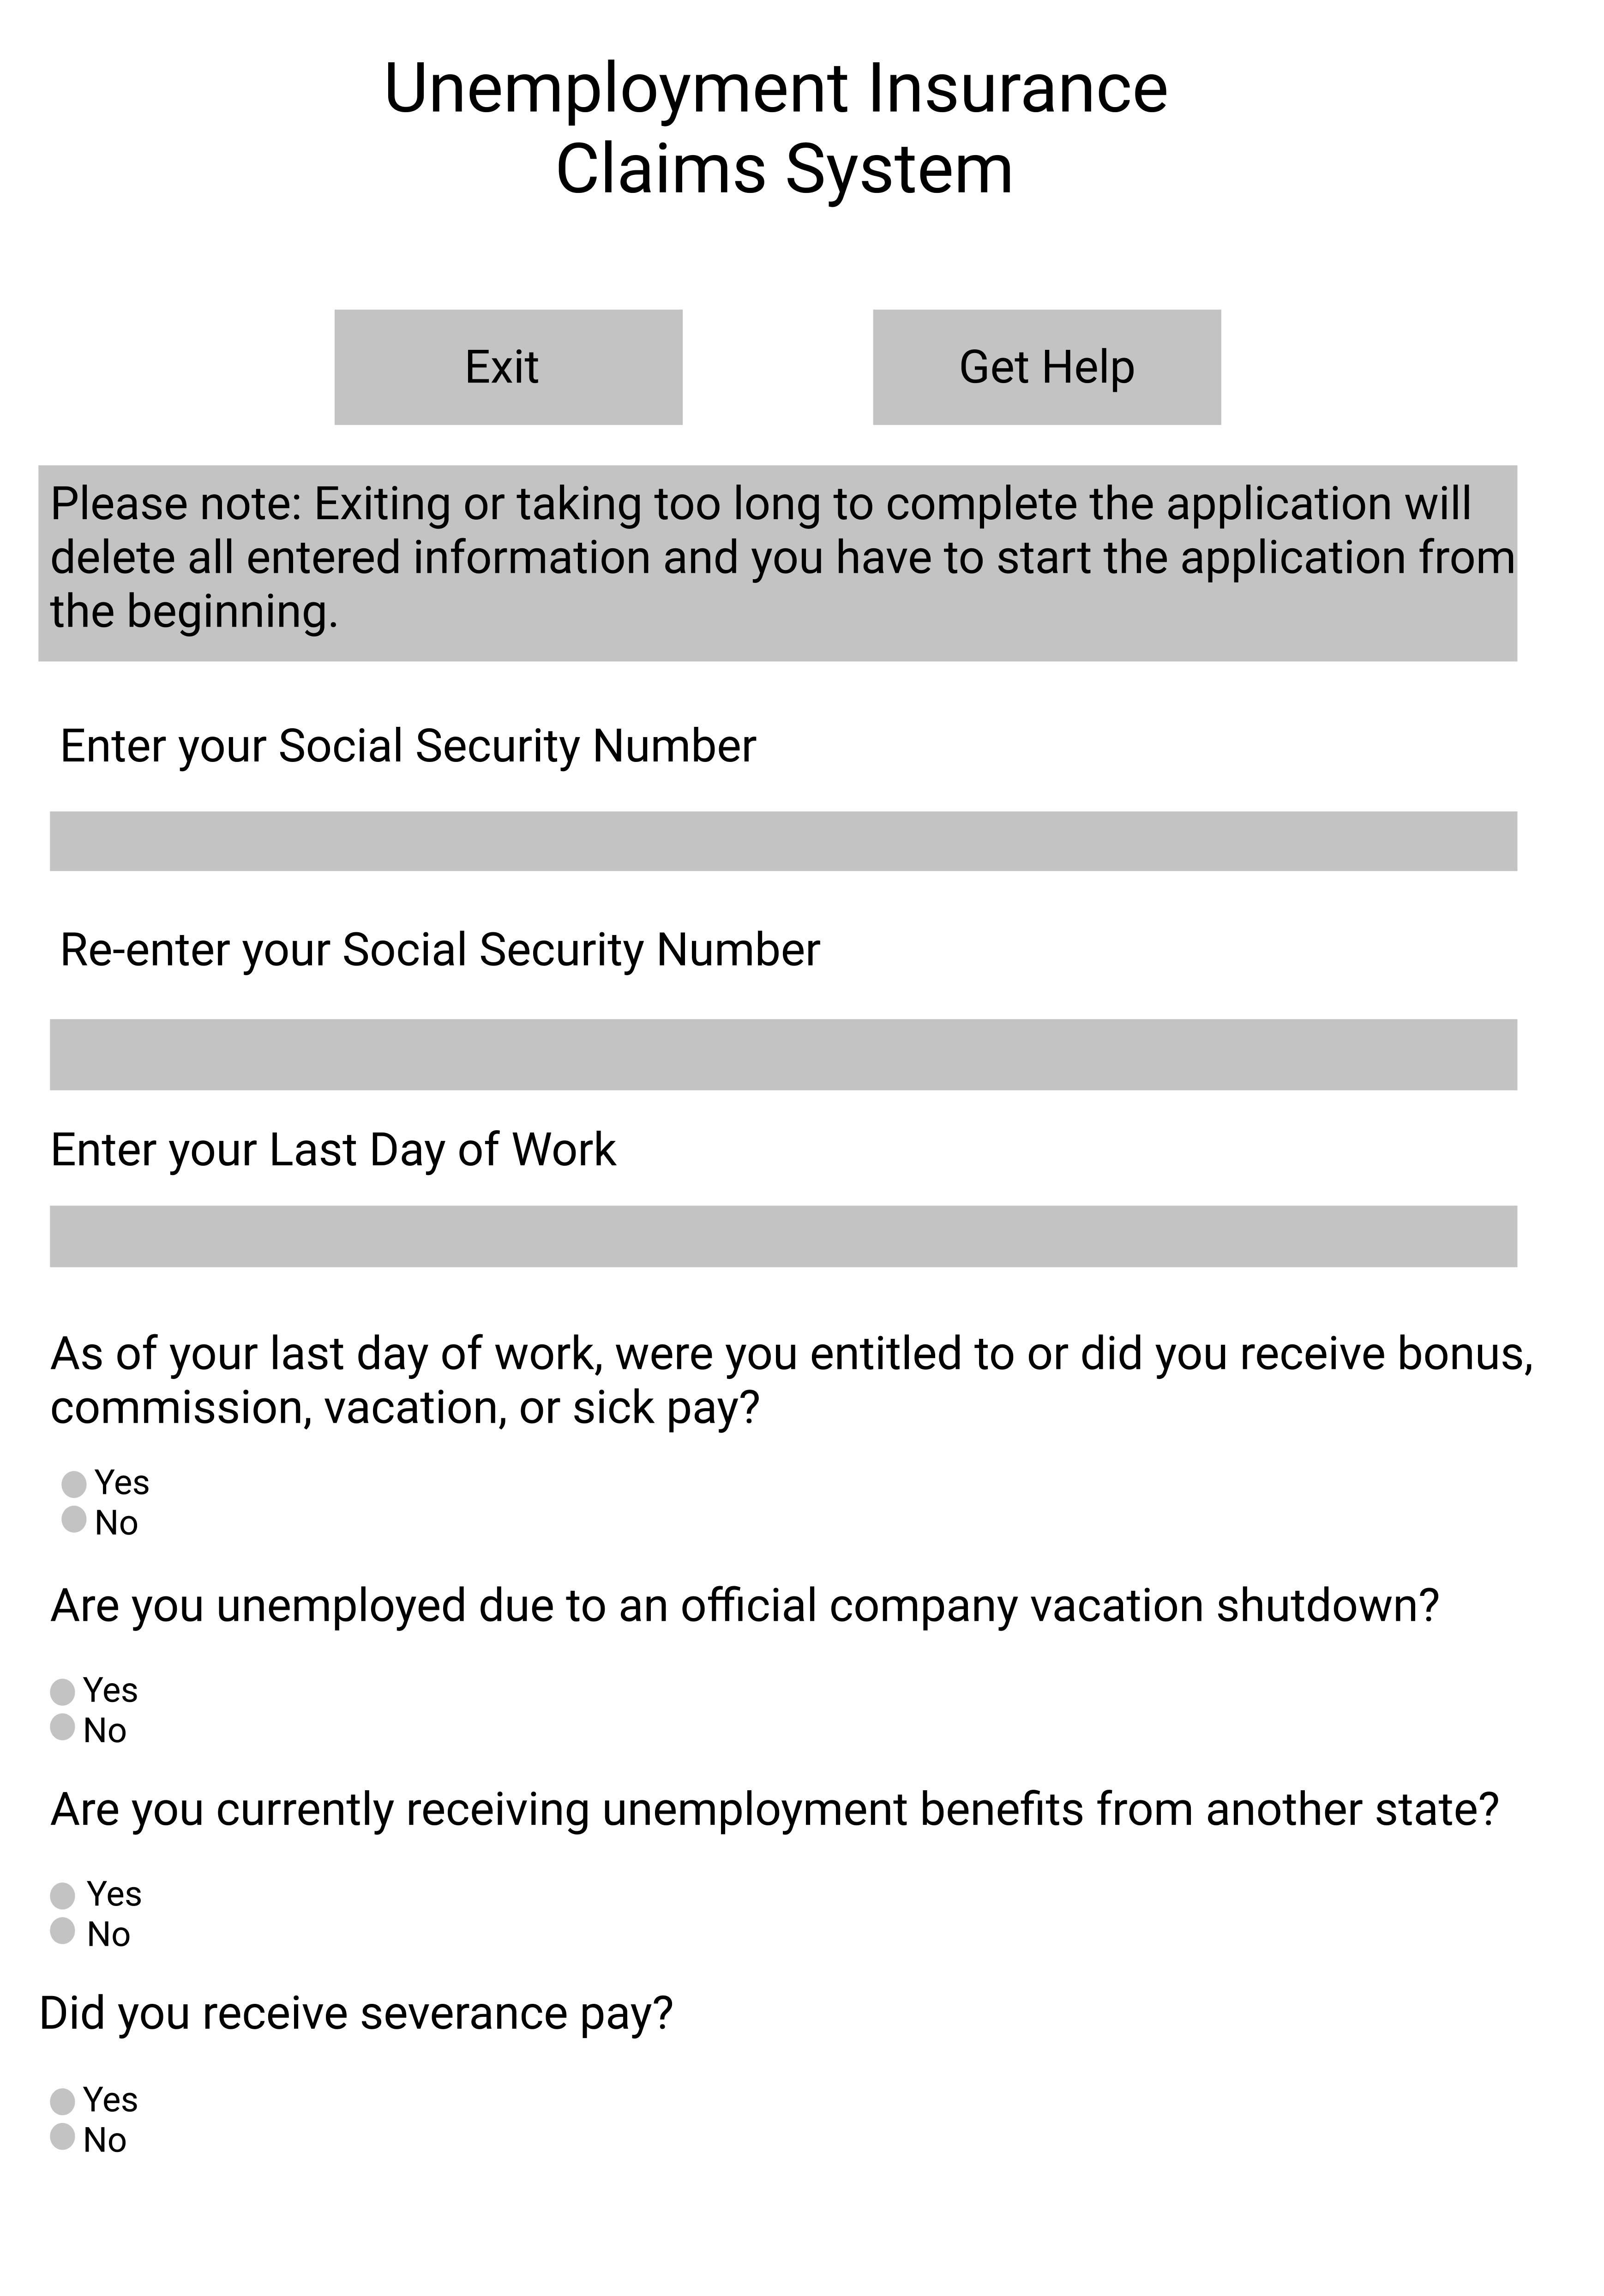 Unemployment Insurance
Claims System
Exit
Get Help
Please note: Exiting or taking too long to complete the application will
delete all entered information and you have to start the application from
the beginning.
Enter your Social Security Number
Re-enter your Social Security Number
Enter your Last Day of Work
As of your last day of work, were you entitled to or did you receive bonus,
commission, vacation, or sick pay?
Yes
No
Are you unemployed due to an official company vacation shutdown?
Yes
No
Are you currently receiving unemployment benefits from another state?
Yes
No
Did you receive severance pay?
Yes
No